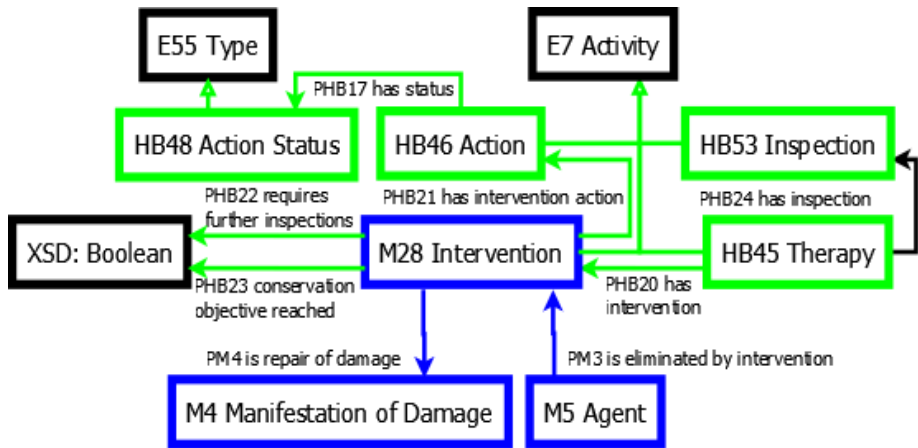 E55 Type
E7 Activity
PHB17 has status
HB48 Action Status
HB46 Action
HB53 Inspection
PHB22 requires
further inspections
PHB21 has intervention action
PHB24 has inspection
XSD: Boolean
M28 Intervention
HB45 Therapy
PHB23 conservation
objective reached
PHB20 has
intervention
PM4 is repair of damage
PM3 is eliminated by intervention
M4 Manifestation of Damage
M5 Agent